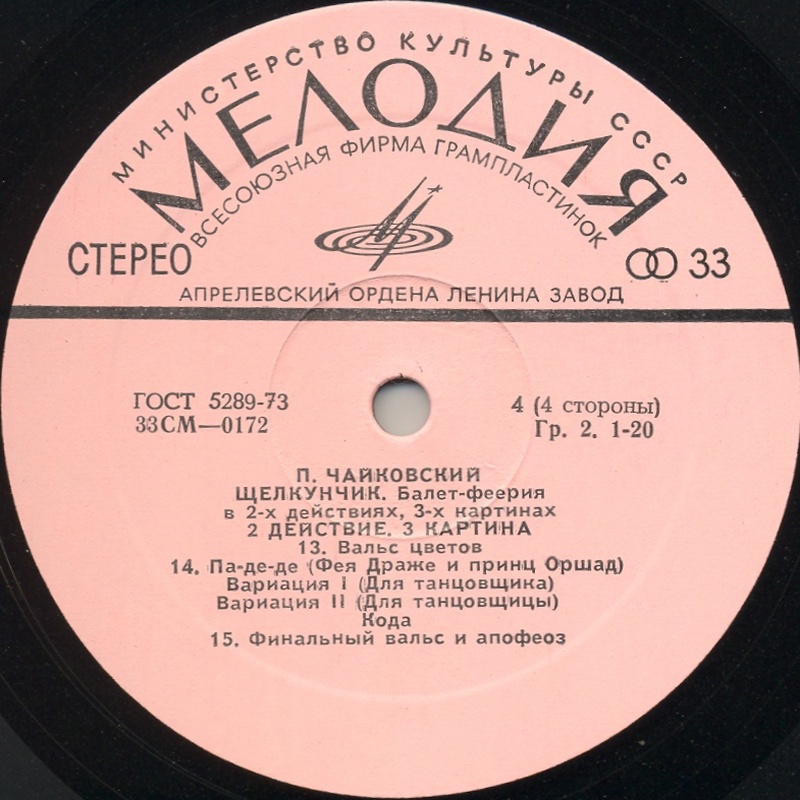 МИНИСТЕРСТВО КУЛЬТУРЫ СССР
МЕЛОДИЯ
ВСЕСОЮЗНАЯ ФИРМА ГРАМПЛАСТИНОК
СТЕРЕО
33
АПРЕЛЕВСКИЙ ОРДЕНА ЛЕНИНА ЗАВОД
ГОСТ 5289-73
4 (4 стороны)
33СМ—0172
Гр. 2. 1-20
П. ЧАЙКОВСКИЙ
ЩЕЛКУНЧИК. Балет-феерия
в 2-х действиях, 3-х картинах
2 ДЕЙСТВИЕ. 3 КАРТИНА
13. Вальс цветов
14. Па-де-де (Фея Драже и принц Оршад)
Вариация I (Для танцовщика)
Вариация II (Для танцовщицы)
Кода
15. Финальный вальс и апофеоз